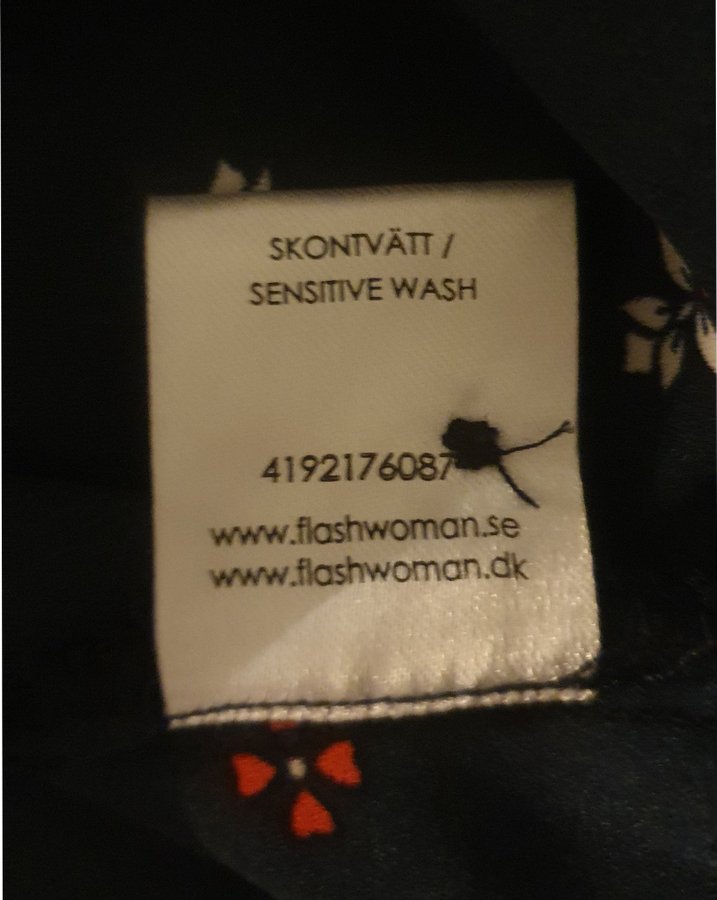 SKONTVÄTT /
SENSITIVE WASH
4192176087
www.flashwoman.se
www.flashwoman.dk